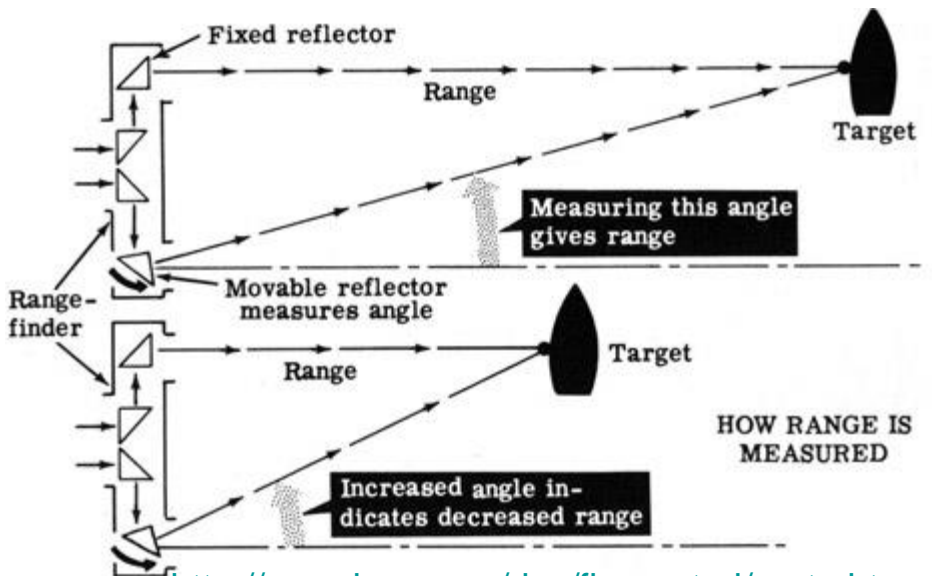 Fixed reflector
Range
Target
Measuring this angle
gives range
Movable reflector
measures angle
Range-
finder
Range
Target
HOW RANGE IS
MEASURED
Increased angle in-
dicates decreased range